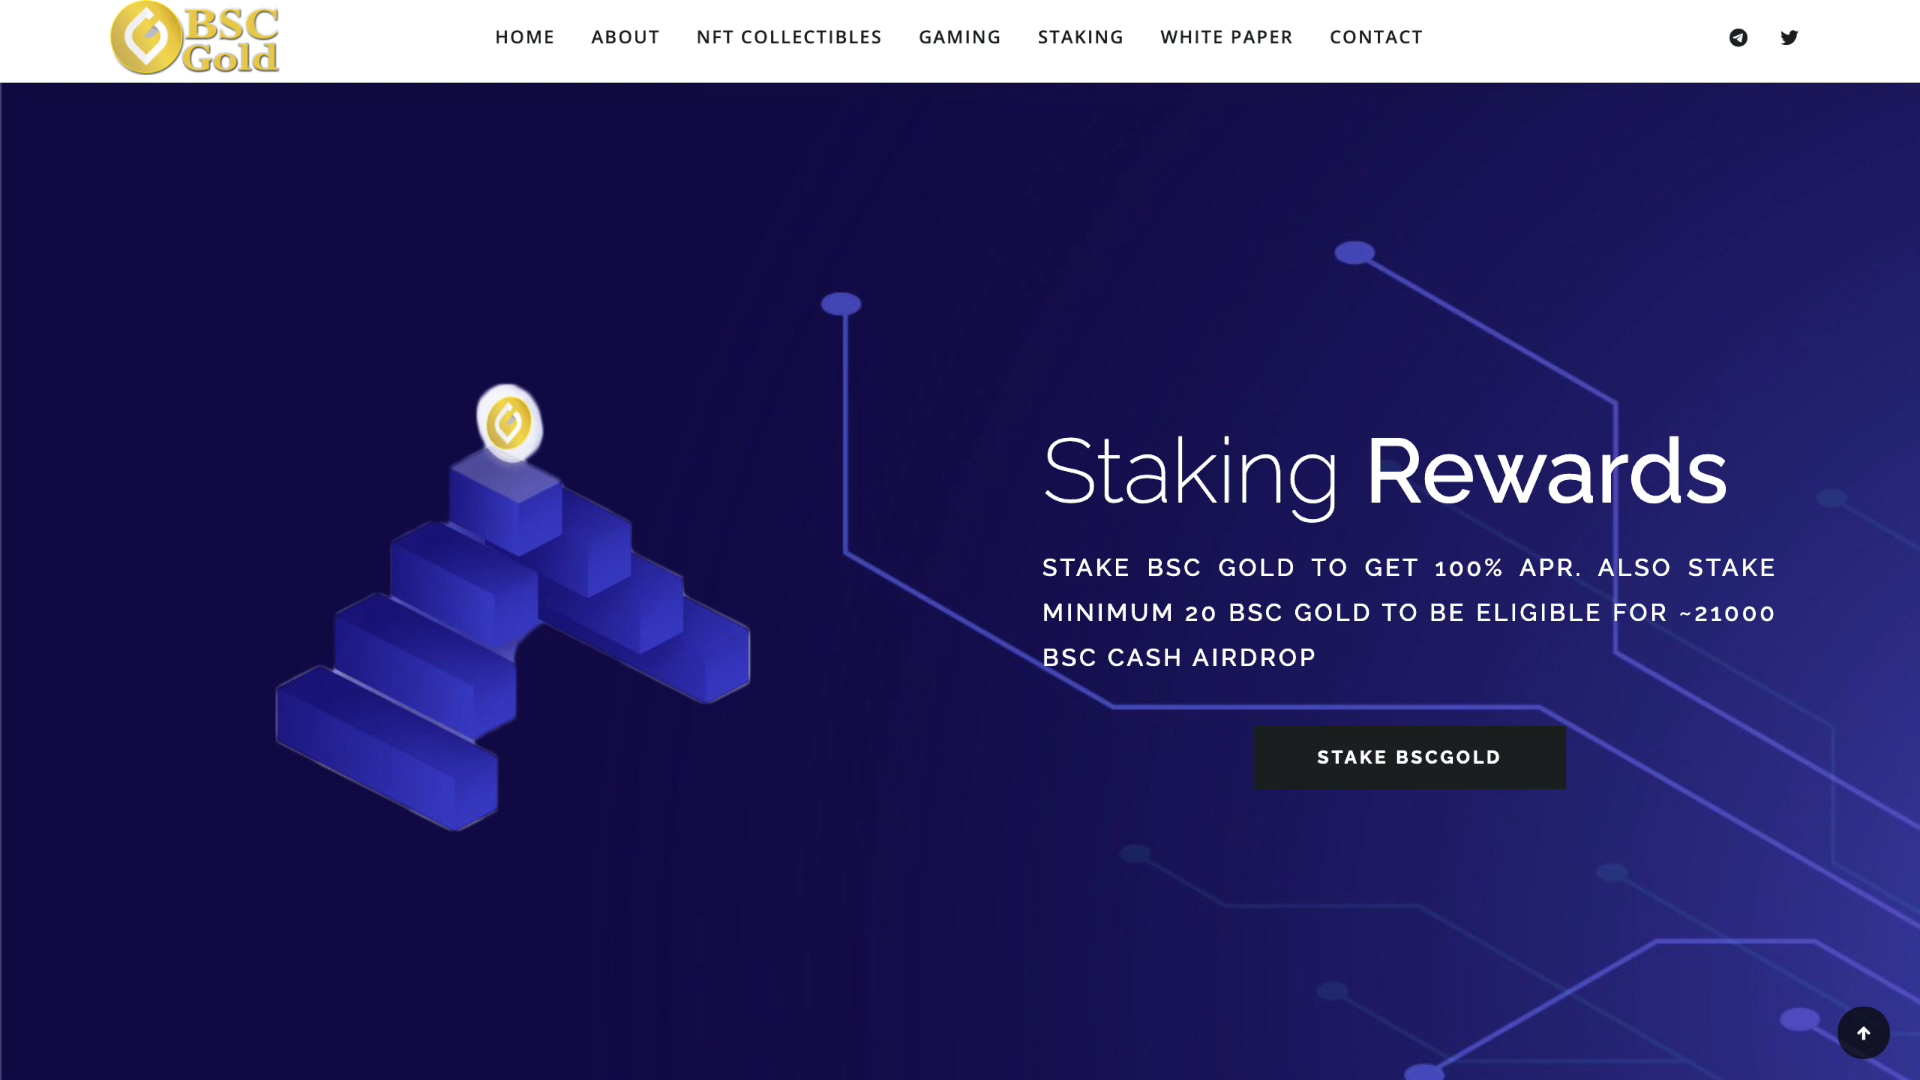 BSC
Gold
HOME ABOUT NFT COLLECTIBLES GAMING STAKING WHITE PAPER CONTACT
Staking Rewards
STAKE BSC GOLD TO GET 100% APR. ALSO STAKE
MINIMUM 20 BSC GOLD TO BE ELIGIBLE FOR ~21000
BSC CASH AIRDROP
STAKE BSCGOLD